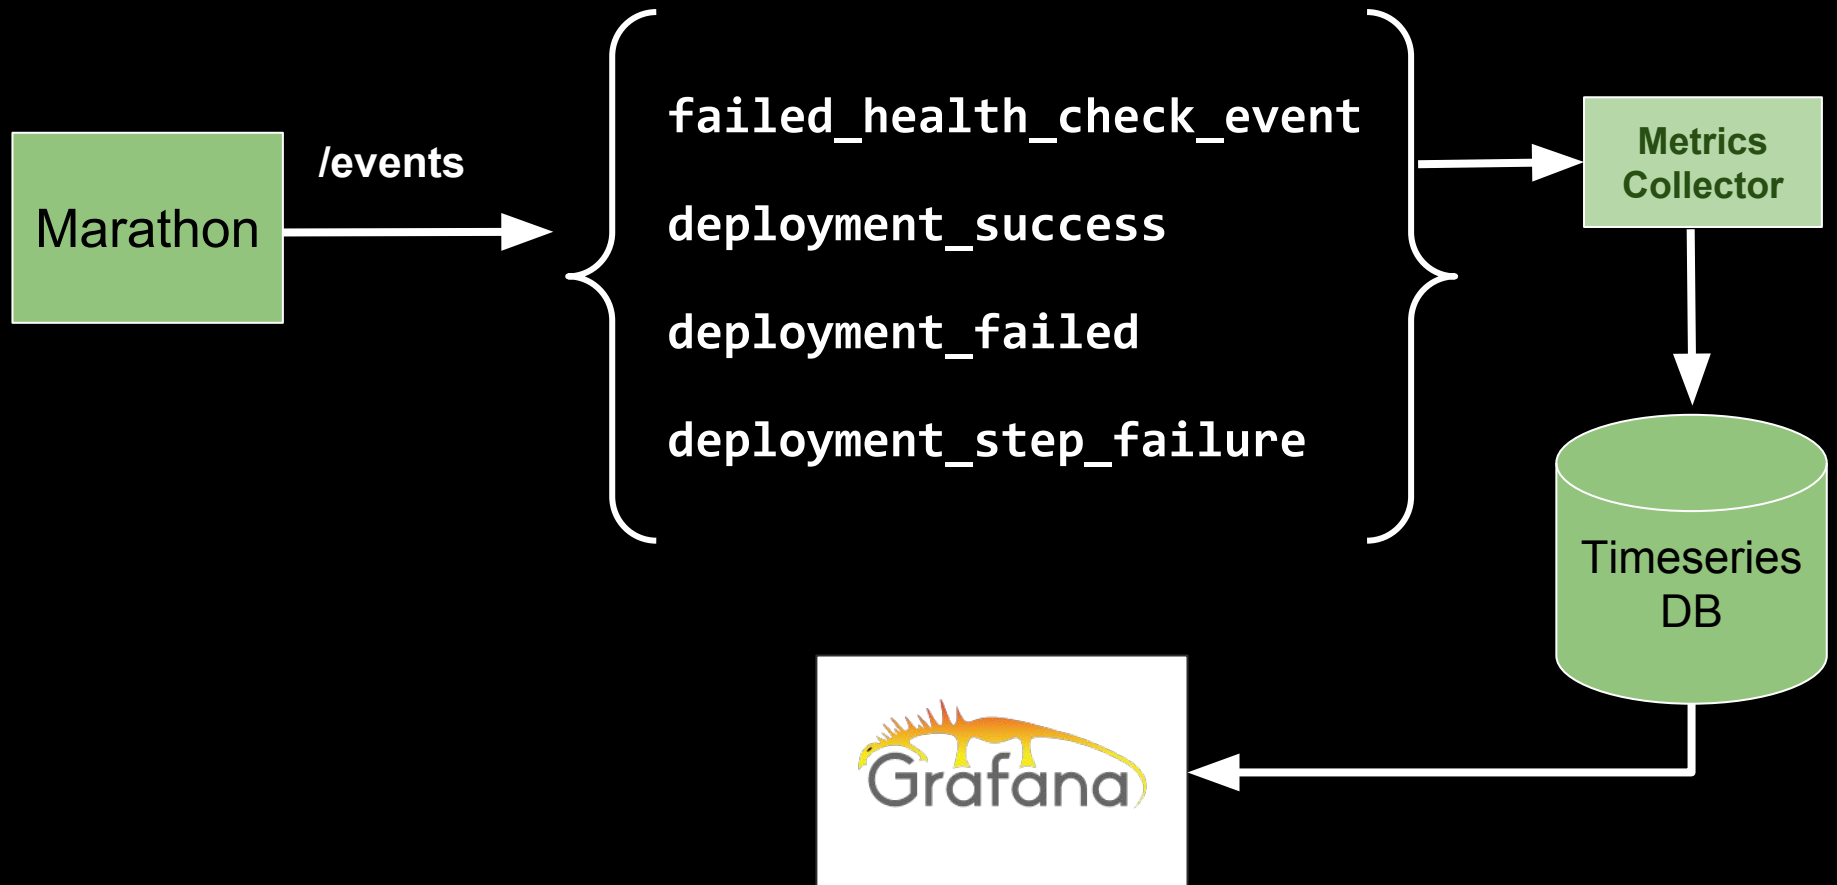 Marathon
/events
failed_health_check_event
deployment_success
deployment_failed
deployment_step_failure
Metrics
Collector
Timeseries
DB
Grafana